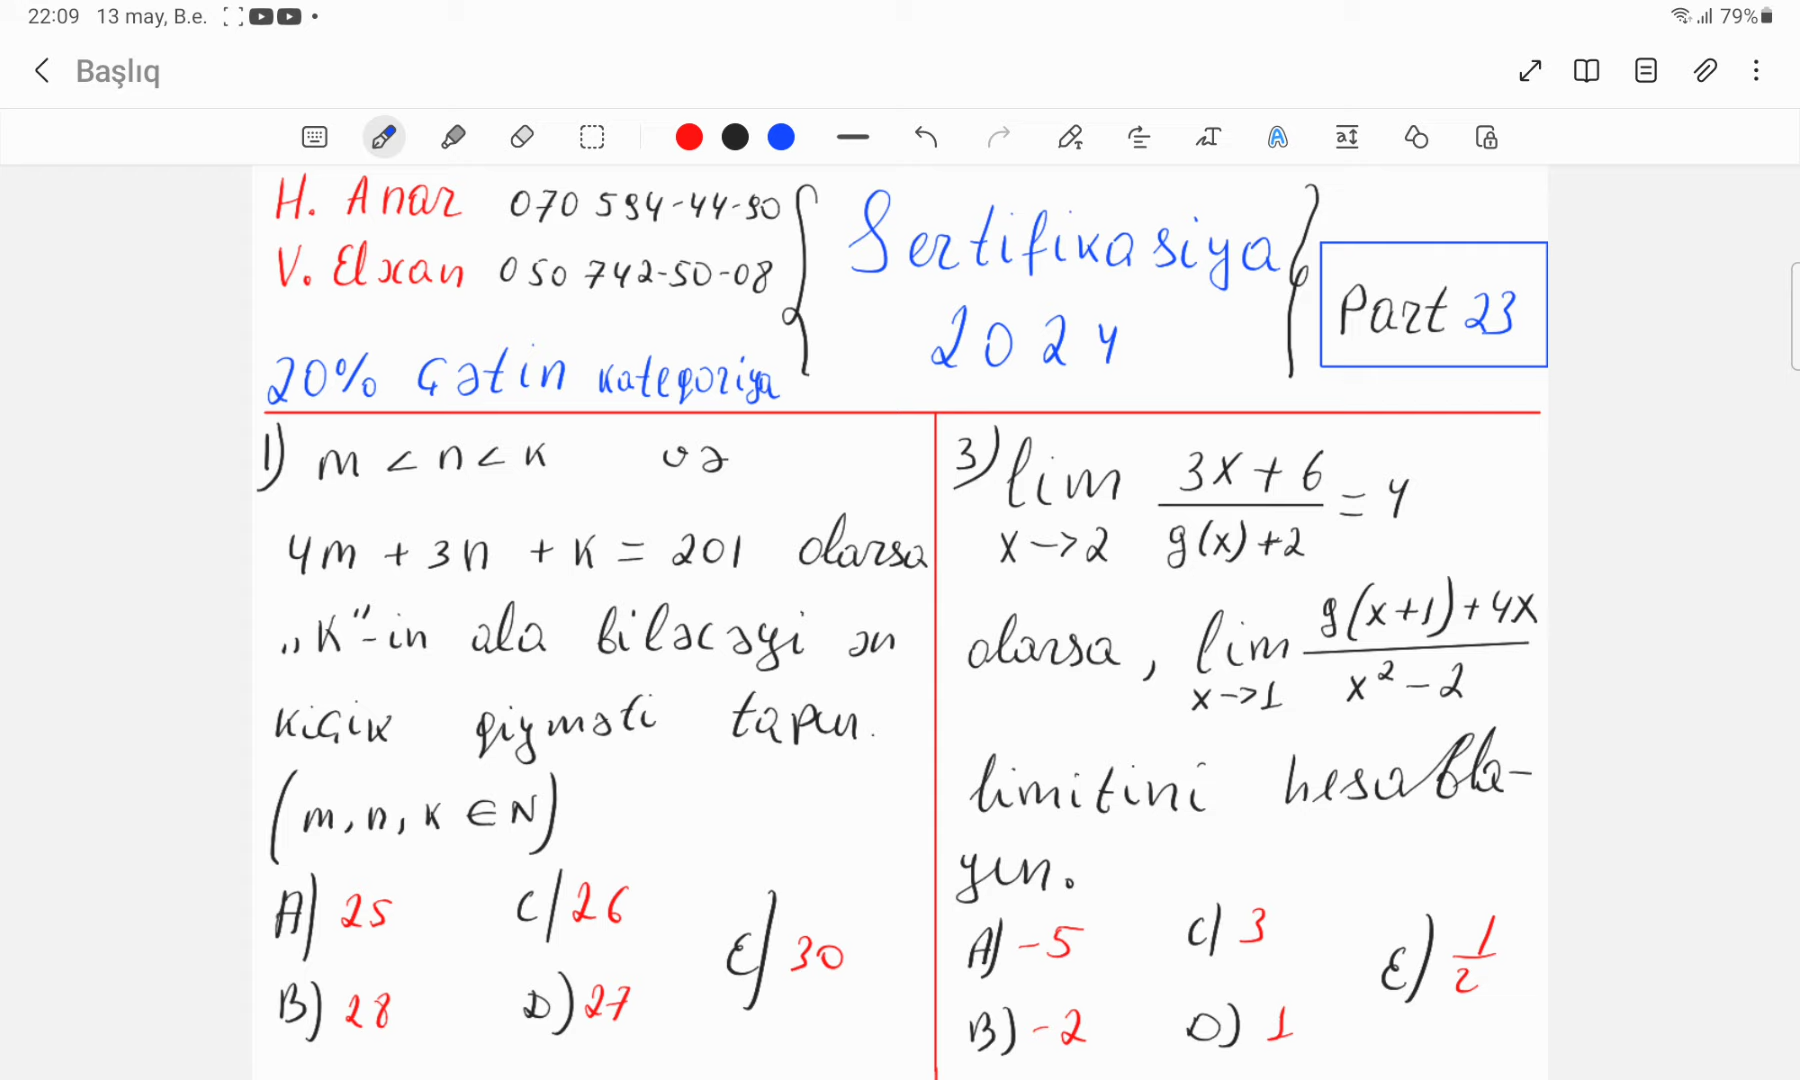 22:09 13 may, B.e. 79%
Başlıq
H. Anar 070 594-44-90
V. Elxan 050 742-50-08
20% Çətin kateqoriya
Sertifikasiya
2024
Part 23
1) m < n < k və
4m + 3n + k = 201 olarsa
„K"-in ala biləcəyi ən
kiçik qiyməti tapın.
(m, n, k ∈ N)
A) 25 C) 26
B) 28 D) 27
E) 30
3) lim x->2 (3x + 6)/(g(x)+2) = 4
olarsa, lim x->1 (g(x+1)+4x)/(x² - 2)
limitini hesabla-
yın.
A) -5 C) 3
B) -2 D) 1
E) 1/2